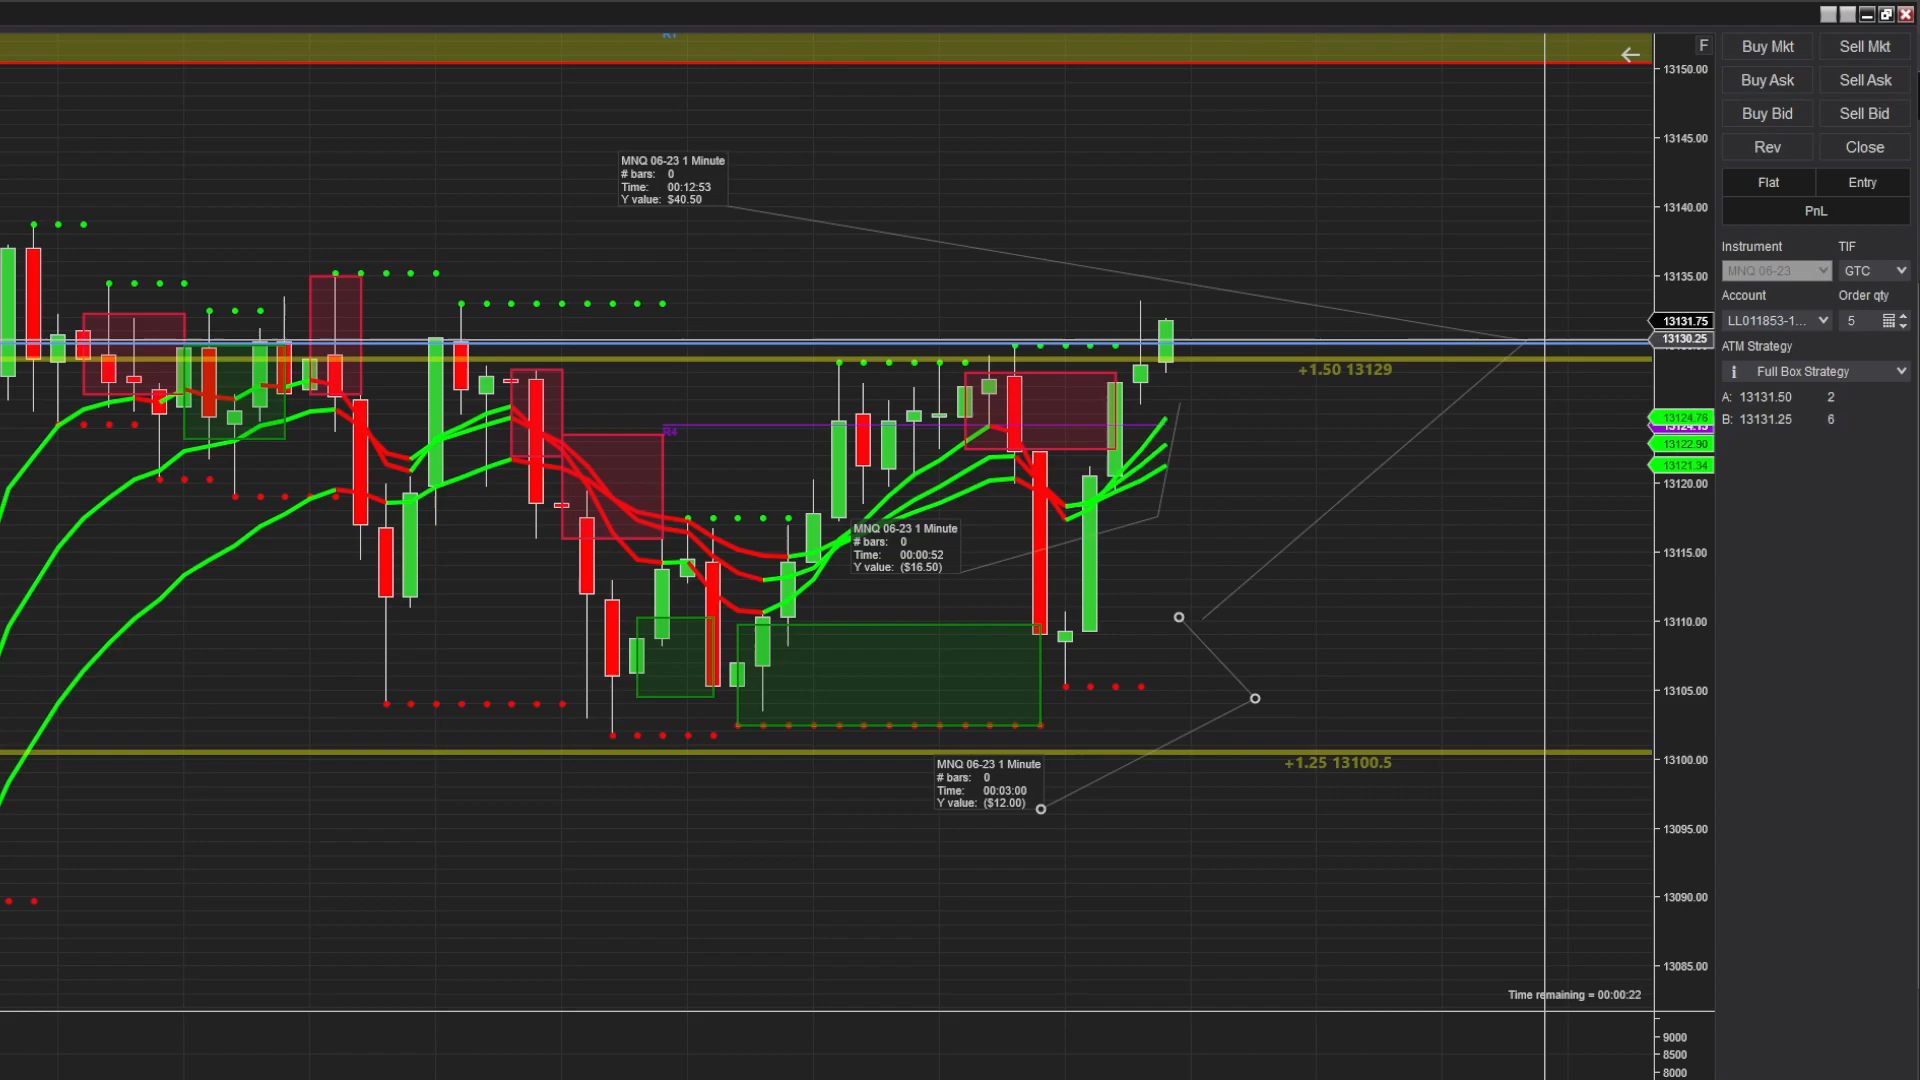 R1
F
Buy Mkt
Sell Mkt
13150.00
Buy Ask
Sell Ask
Buy Bid
Sell Bid
13145.00
Rev
Close
MNQ 06-23 1 Minute
# bars: 0
Time: 00:12:53
Y value: $40.50
Flat
Entry
13140.00
PnL
Instrument
TIF
13135.00
MNQ 06-23
GTC
Account
Order qty
13131.75
LL011853-1...
5
13130.25
ATM Strategy
+1.50 13129
Full Box Strategy
A: 13131.50 2
B: 13131.25 6
13124.76
R4
13122.90
13121.34
13120.00
MNQ 06-23 1 Minute
# bars: 0
Time: 00:00:52
Y value: ($16.50)
13115.00
13110.00
13105.00
+1.25 13100.5
13100.00
MNQ 06-23 1 Minute
# bars: 0
Time: 00:03:00
Y value: ($12.00)
13095.00
13090.00
13085.00
Time remaining = 00:00:22
9000
8500
8000